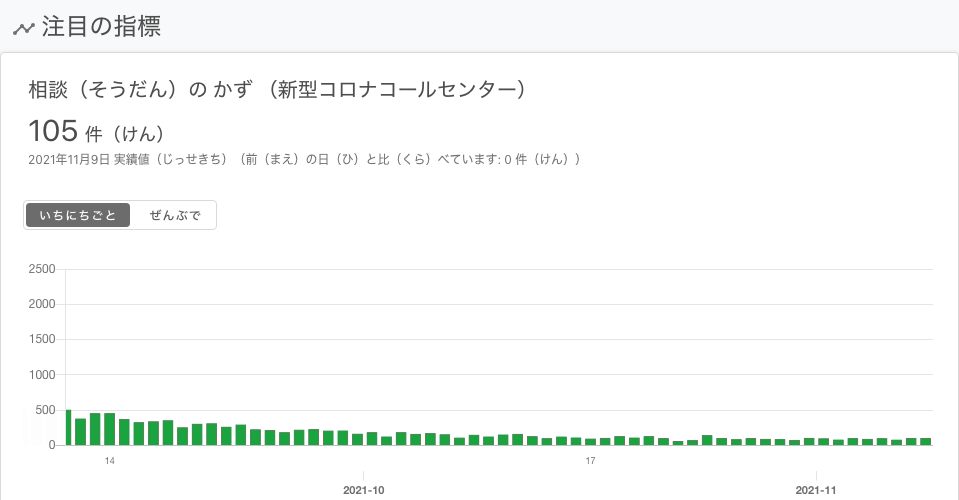 注目の指標
相談（そうだん）の かず （新型コロナコールセンター）
105 件（けん）
2021年11月9日 実績値（じっせきち）（前（まえ）の日（ひ）と比（くら）べています: 0 件（けん））
いちにちごと ぜんぶで
2500
2000
1500
1000
500
0
14 17
2021-10 2021-11